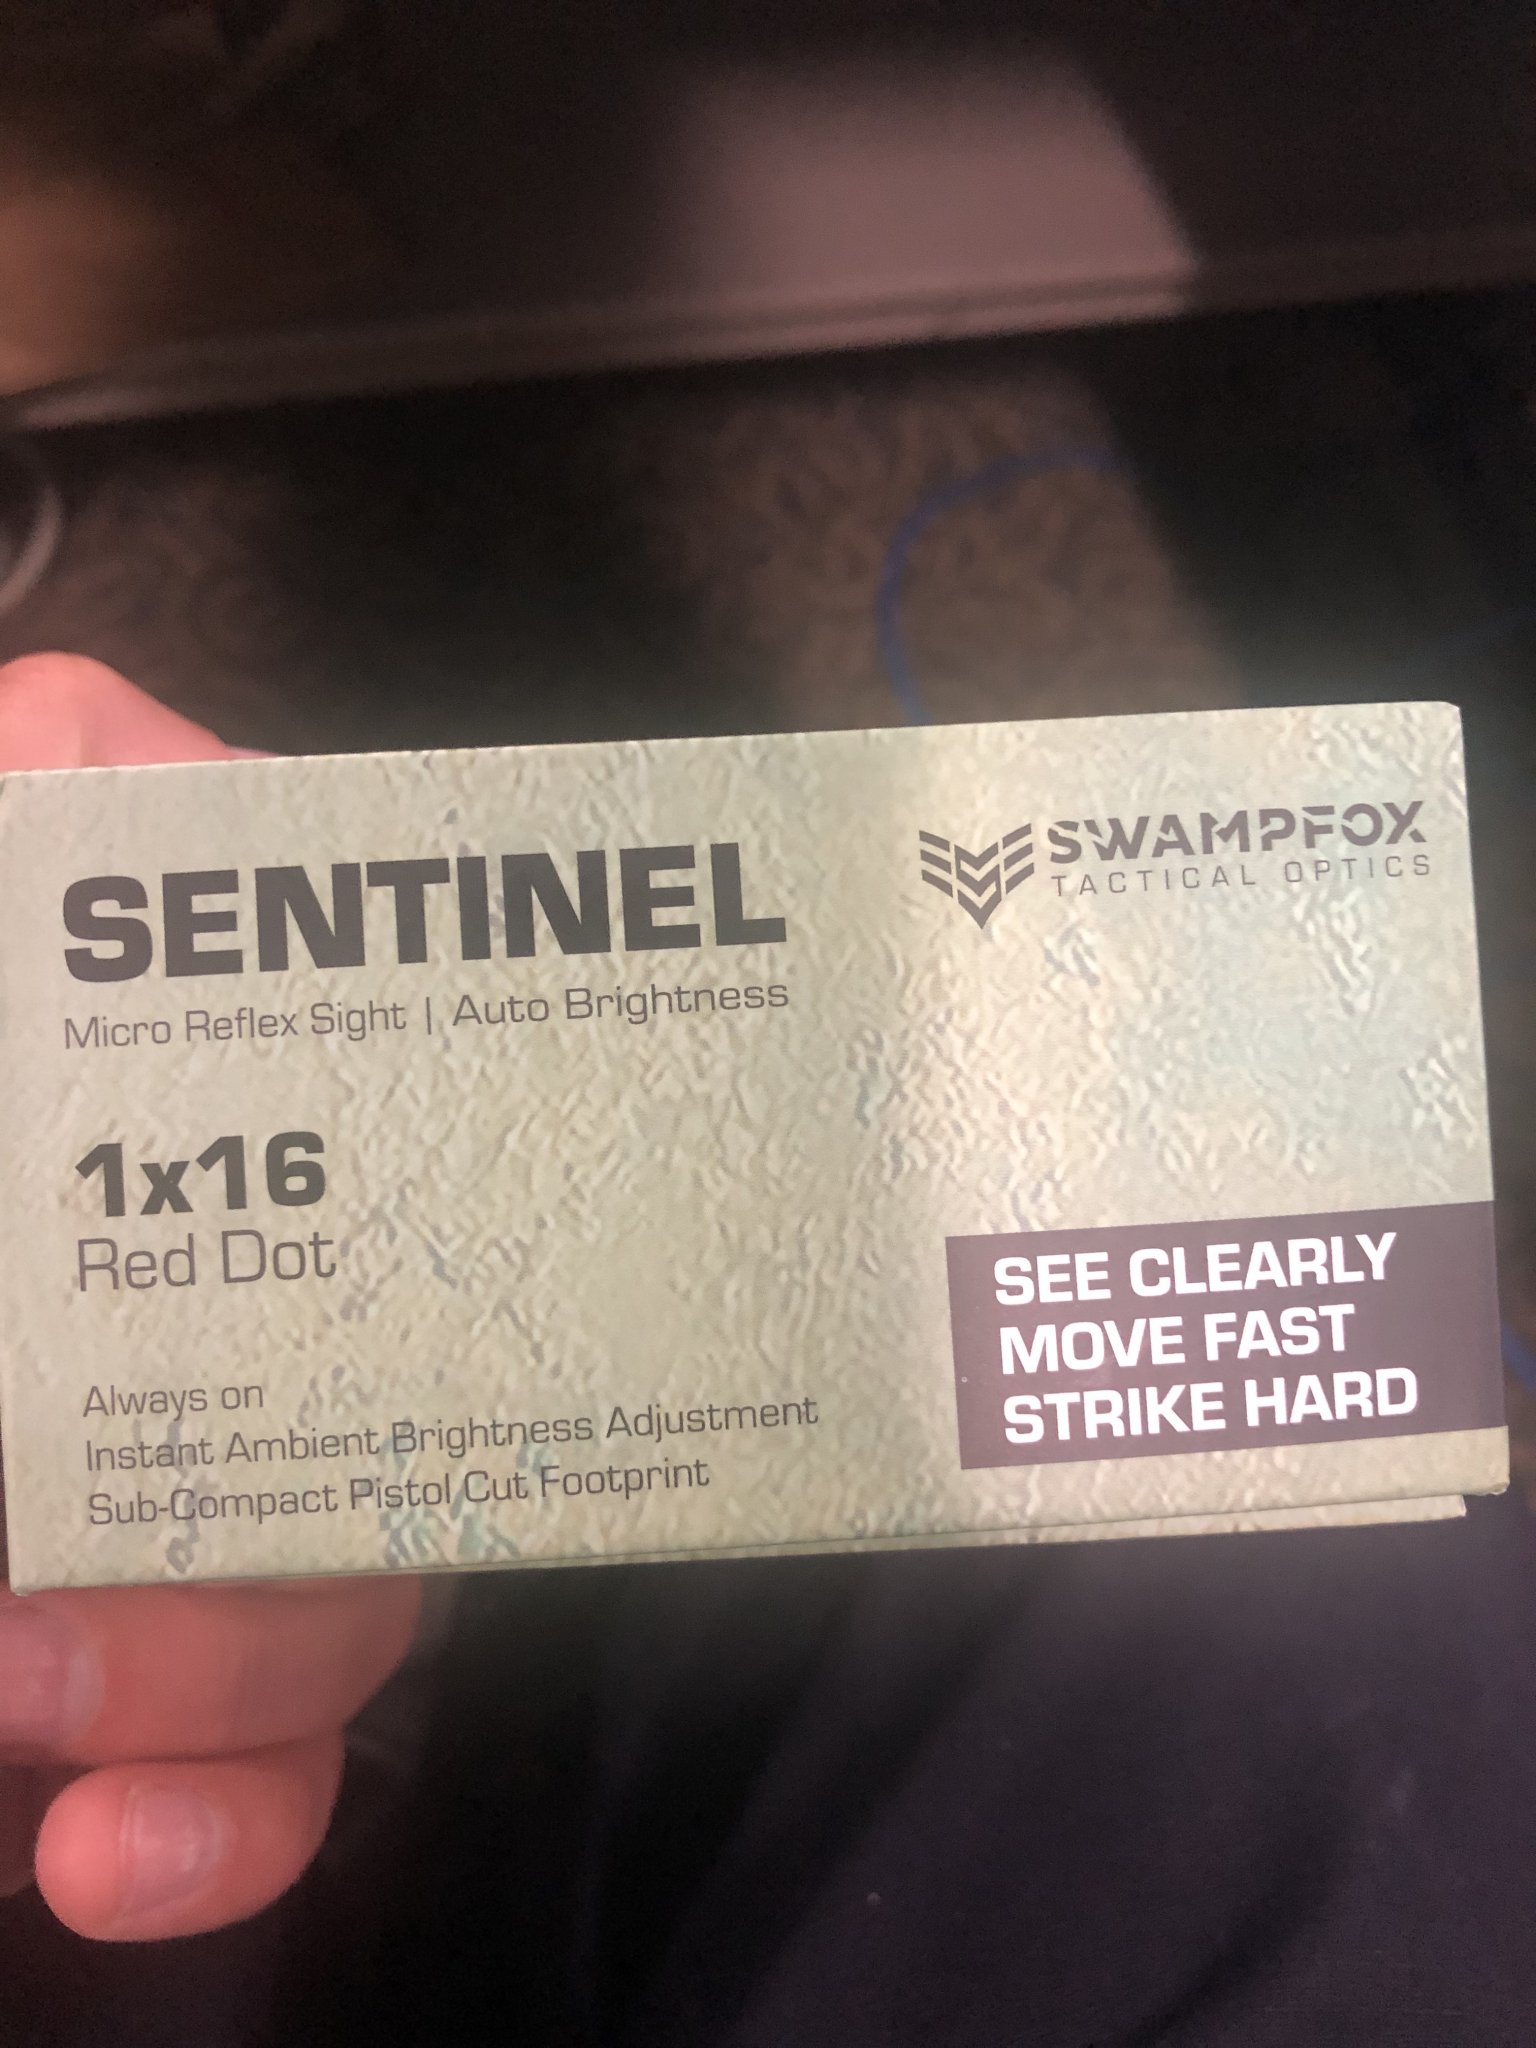 SENTINEL
Micro Reflex Sight | Auto Brightness
SWAMPFOX
TACTICAL OPTICS
1x16
Red Dot
Always on
Instant Ambient Brightness Adjustment
Sub-Compact Pistol Cut Footprint
SEE CLEARLY
MOVE FAST
STRIKE HARD